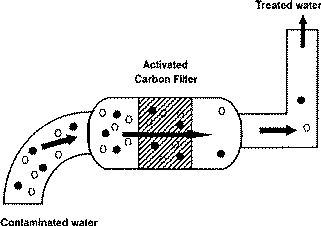 Treated water
Activated
Carbon Filter
Contaminated water